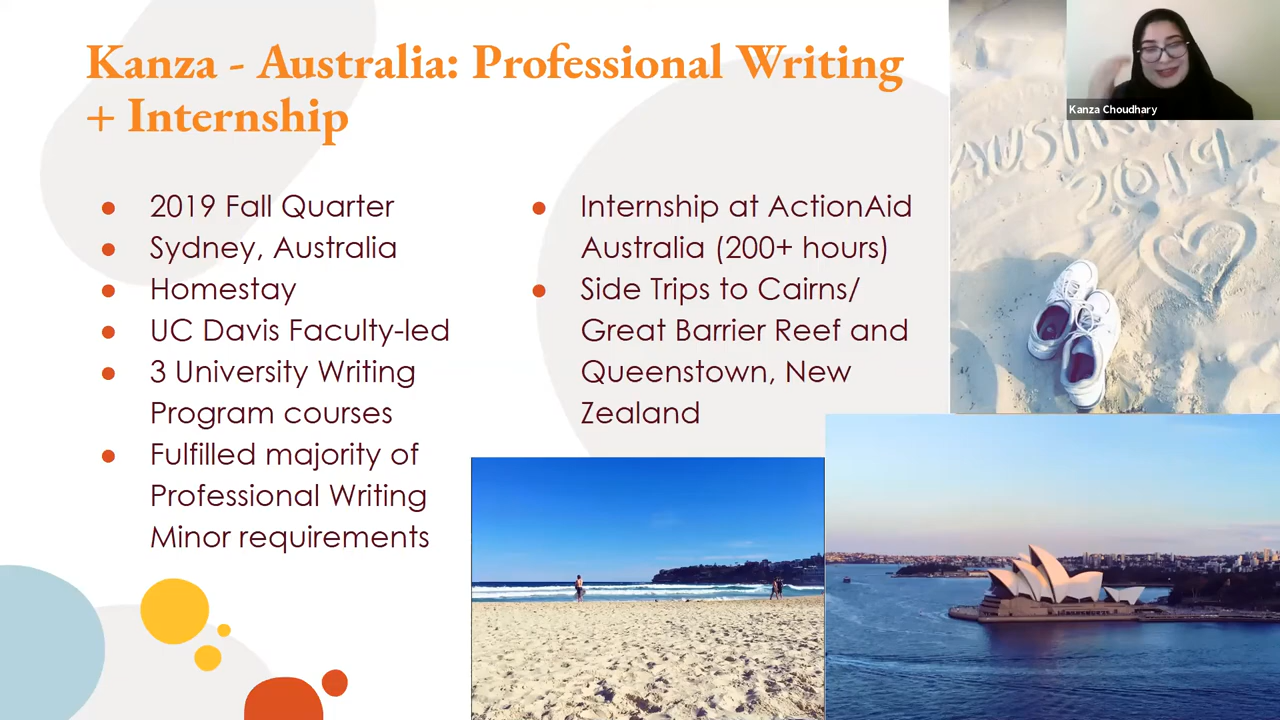 Kanza - Australia: Professional Writing
+ Internship
● 2019 Fall Quarter
● Sydney, Australia
● Homestay
● UC Davis Faculty-led
● 3 University Writing
Program courses
● Fulfilled majority of
Professional Writing
Minor requirements
● Internship at ActionAid
Australia (200+ hours)
● Side Trips to Cairns/
Great Barrier Reef and
Queenstown, New
Zealand
Kanza Choudhary
2019